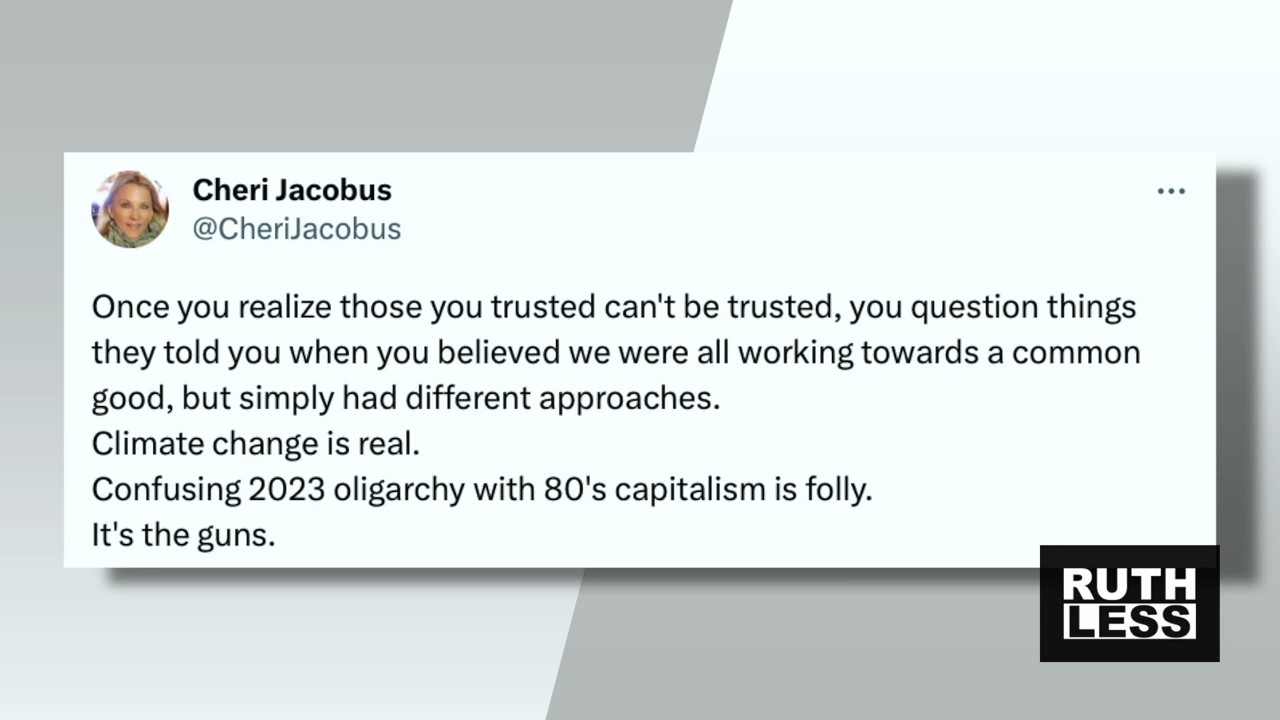 Cheri Jacobus
@CheriJacobus
Once you realize those you trusted can't be trusted, you question things
they told you when you believed we were all working towards a common
good, but simply had different approaches.
Climate change is real.
Confusing 2023 oligarchy with 80's capitalism is folly.
It's the guns.
RUTH
LESS